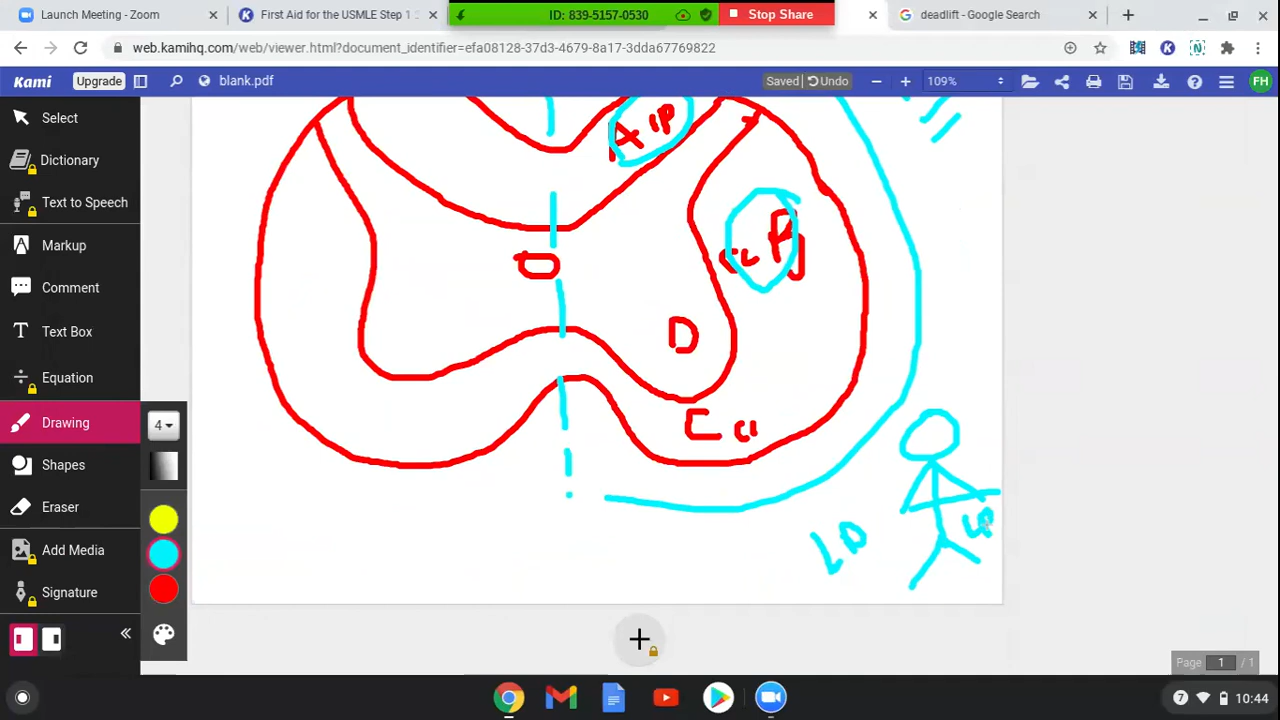 Launch Meeting - Zoom
First Aid for the USMLE Step 1
ID: 839-5157-0530
Stop Share
deadlift - Google Search
web.kamihq.com/web/viewer.html?document_identifier=efa08128-37d3-4679-8a17-3dda67769822
Kami Upgrade blank.pdf Saved Undo 109% FH
Select
Dictionary
Text to Speech
Markup
Comment
Text Box
Equation
Drawing
Shapes
Eraser
Add Media
Signature
4
A IP
D
Page 1 / 1
7 10:44